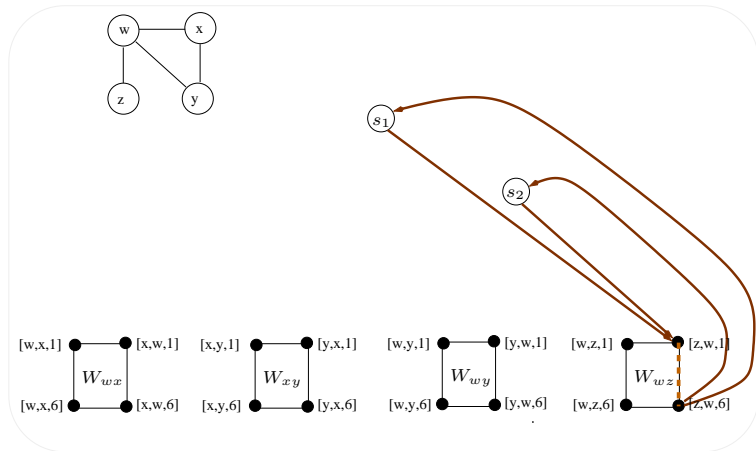 w x
z y
s1
s2
[w,x,1] [x,w,1] [x,y,1] [y,x,1] [w,y,1] [y,w,1] [w,z,1] [z,w,1]
Wwx Wxy Wwy Wwz
[w,x,6] [x,w,6] [x,y,6] [y,x,6] [w,y,6] [y,w,6] [w,z,6] [z,w,6]
.